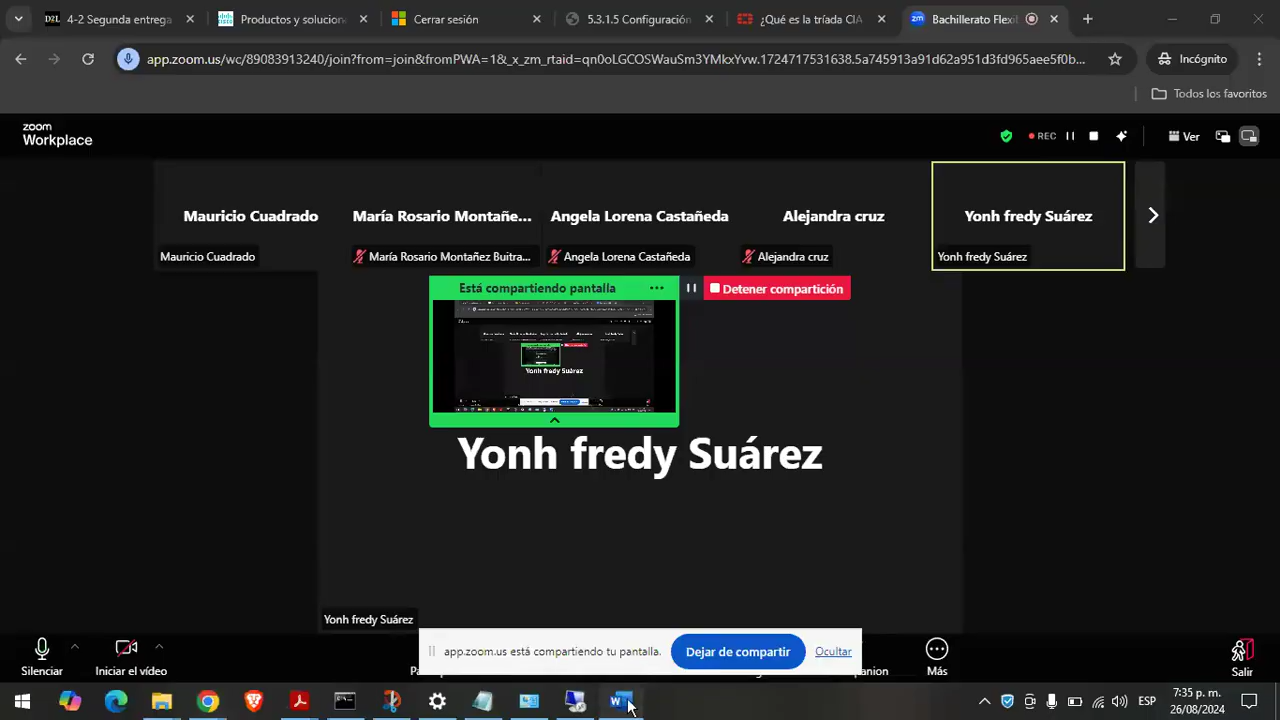 4-2 Segunda entrega
Productos y solucion
Cerrar sesión
5.3.1.5 Configuración
¿Qué es la tríada CIA
Bachillerato Flexi
app.zoom.us/wc/89083913240/join?from=join&fromPWA=1&_x_zm_rtaid=qn0oLGCOSWauSm3YMkxYvw.1724717531638.5a745913a91d62a951d3fd965aee5f0b...
Incógnito
Todos los favoritos
zoom
Workplace
REC
Ver
Mauricio Cuadrado
María Rosario Montañe...
Angela Lorena Castañeda
Alejandra cruz
Yonh fredy Suárez
Mauricio Cuadrado
María Rosario Montañez Buitra...
Angela Lorena Castañeda
Alejandra cruz
Yonh fredy Suárez
Está compartiendo pantalla
Detener compartición
Yonh fredy Suárez
Yonh fredy Suárez
Yonh fredy Suárez
app.zoom.us está compartiendo tu pantalla.
Dejar de compartir
Ocultar
Silenciar
Iniciar el vídeo
Más
Salir
ESP
7:35 p. m.
26/08/2024